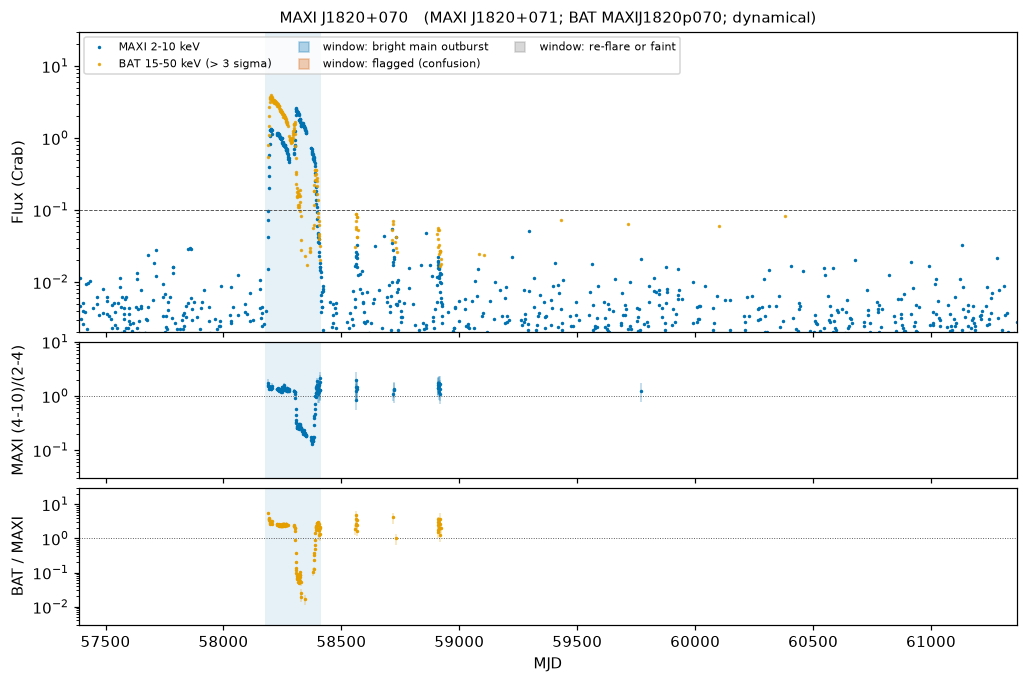 MAXI J1820+070   (MAXI J1820+071; BAT MAXIJ1820p070; dynamical)
MAXI 2-10 keV
BAT 15-50 keV (> 3 sigma)
window: bright main outburst
window: flagged (confusion)
window: re-flare or faint
Flux (Crab)
10¹
10⁰
10⁻¹
10⁻²
MAXI (4-10)/(2-4)
10¹
10⁰
10⁻¹
BAT / MAXI
10¹
10⁰
10⁻¹
10⁻²
57500 58000 58500 59000 59500 60000 60500 61000
MJD